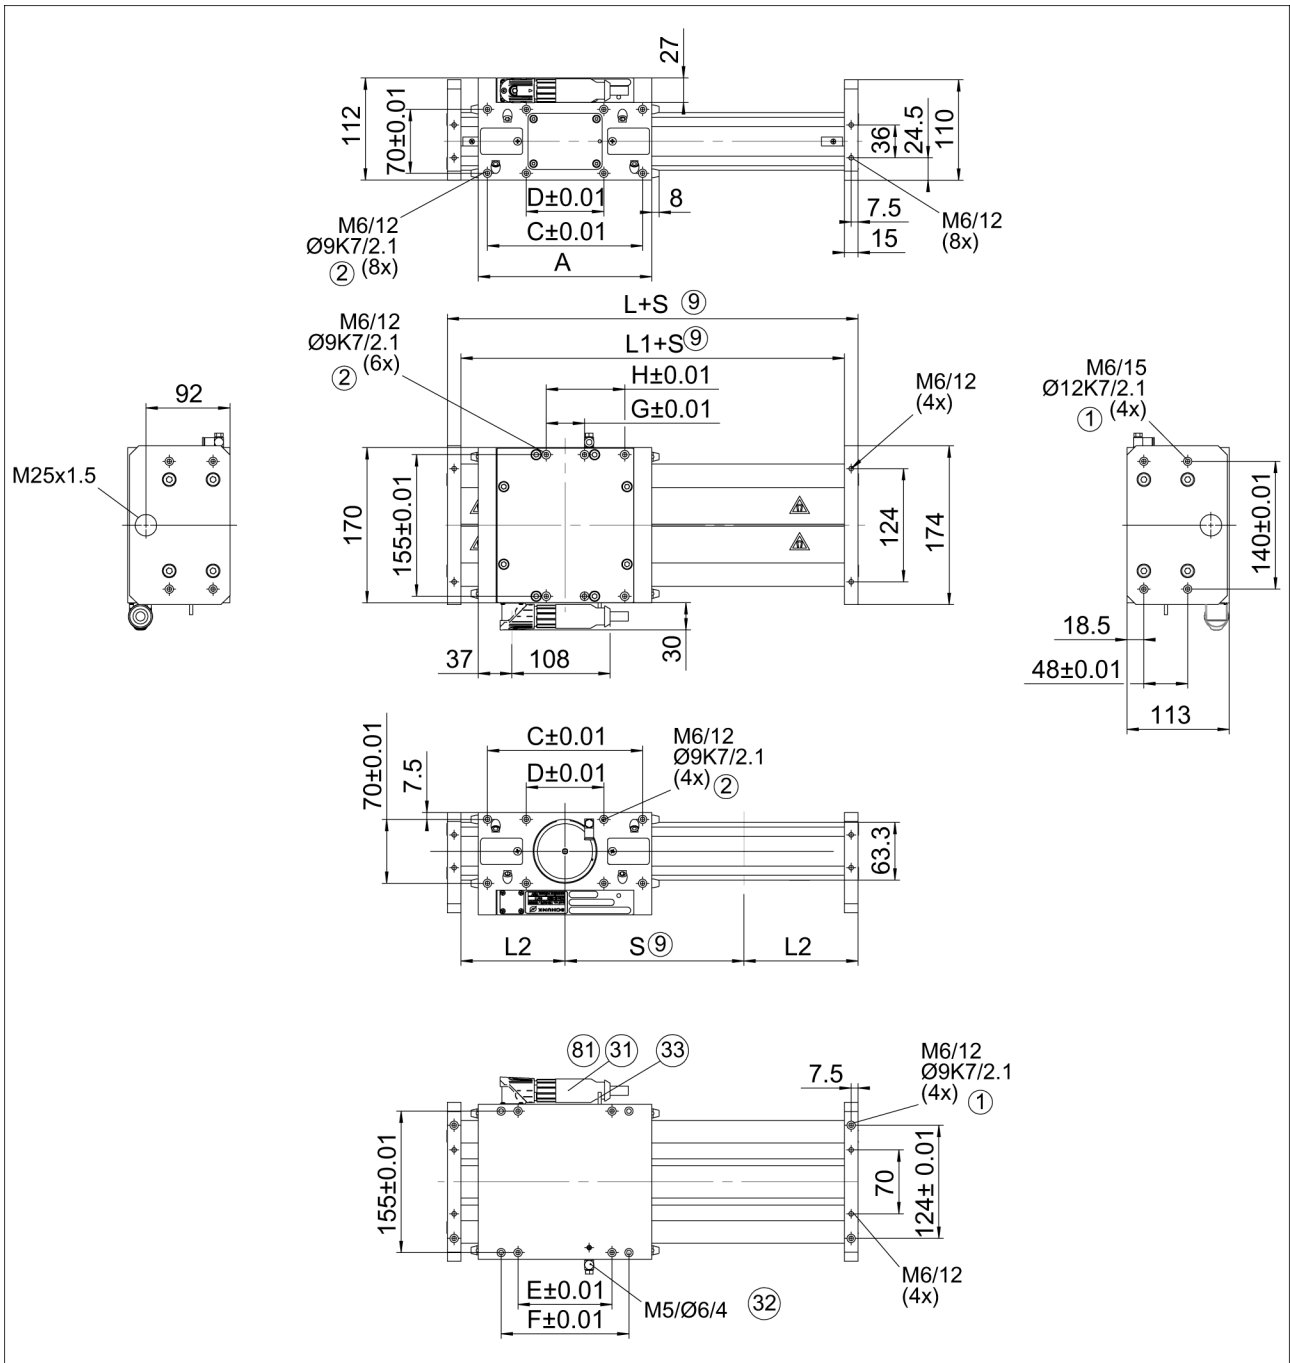 27
112
70±0.01
36
24.5
110
D±0.01
8
C±0.01
A
7.5
15
M6/12
Ø9K7/2.1
② (8x)
M6/12
(8x)
L+S ⑨
L1+S⑨
M6/12
Ø9K7/2.1
② (6x)
H±0.01
G±0.01
M6/12
(4x)
92
M25x1.5
170
155±0.01
124
174
37
108
30
M6/15
Ø12K7/2.1
① (4x)
140±0.01
18.5
48±0.01
113
70±0.01
7.5
C±0.01
D±0.01
M6/12
Ø9K7/2.1
(4x) ②
63.3
SCHUNK
L2
S⑨
L2
81 31 33
7.5
M6/12
Ø9K7/2.1
(4x) ①
155±0.01
70
124± 0.01
E±0.01
F±0.01
M5/Ø6/4 32
M6/12
(4x)